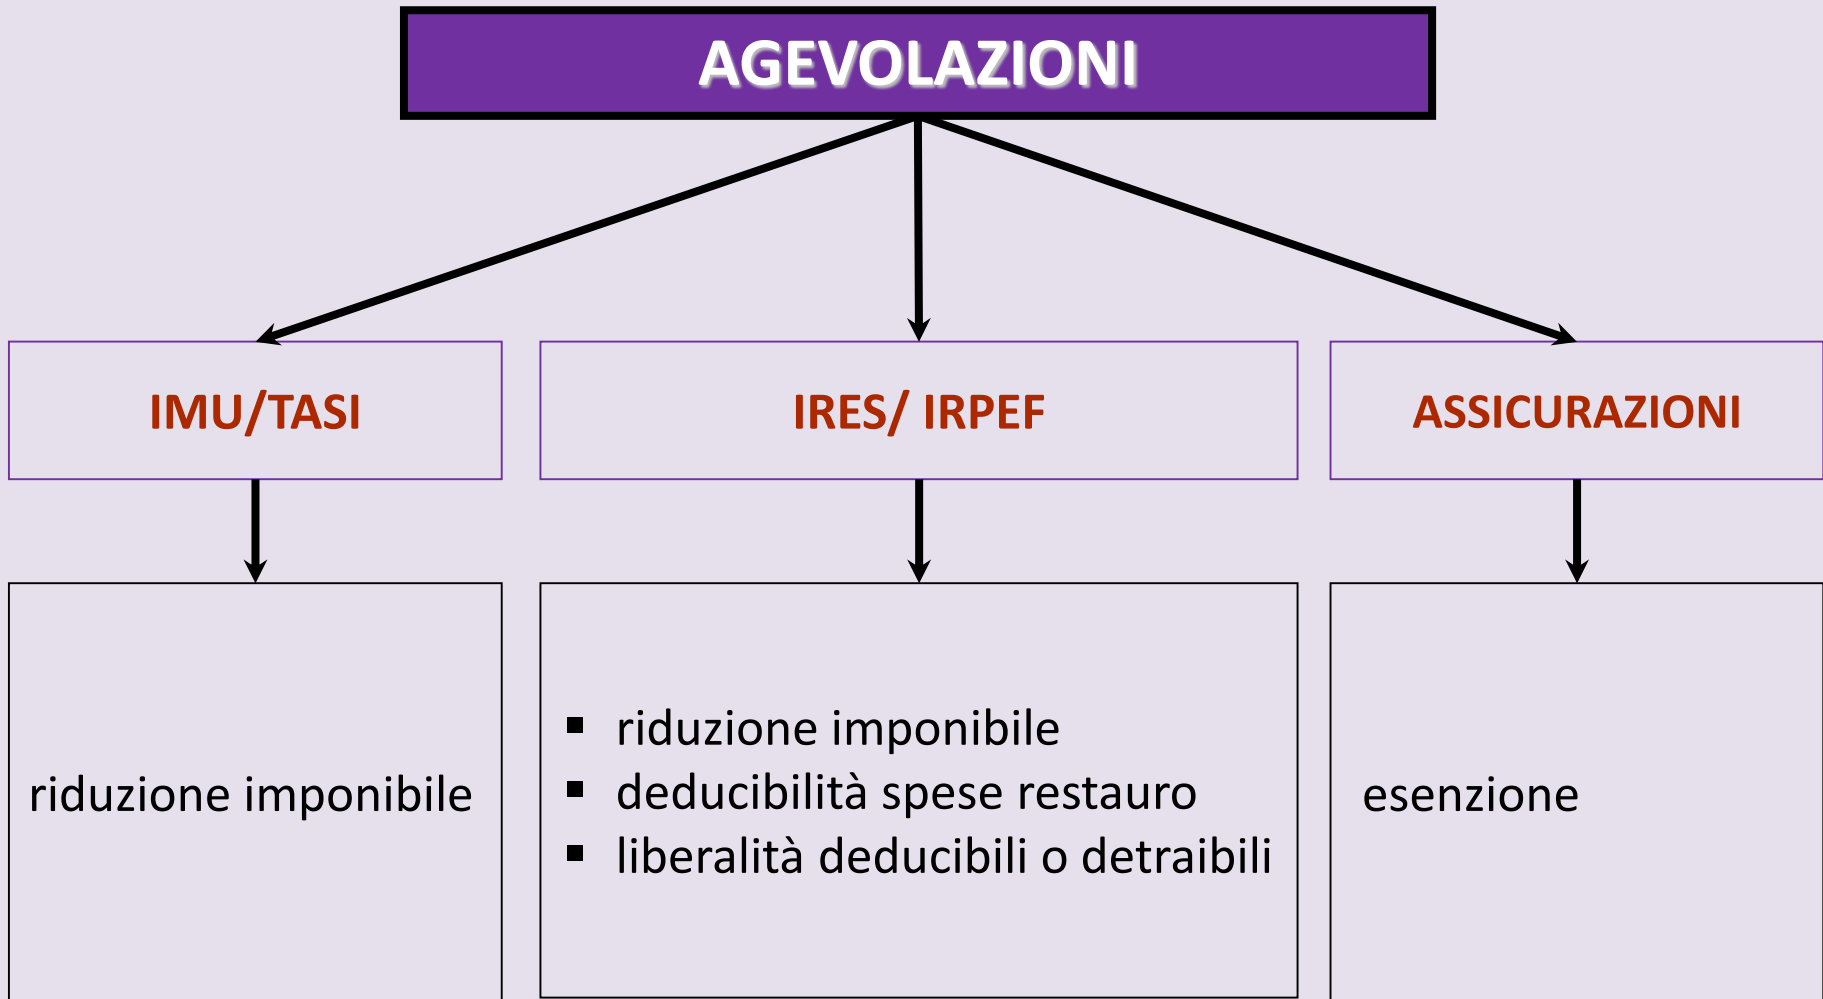 AGEVOLAZIONI
IMU/TASI
IRES/ IRPEF
ASSICURAZIONI
riduzione imponibile
▪ riduzione imponibile
▪ deducibilità spese restauro
▪ liberalità deducibili o detraibili
esenzione